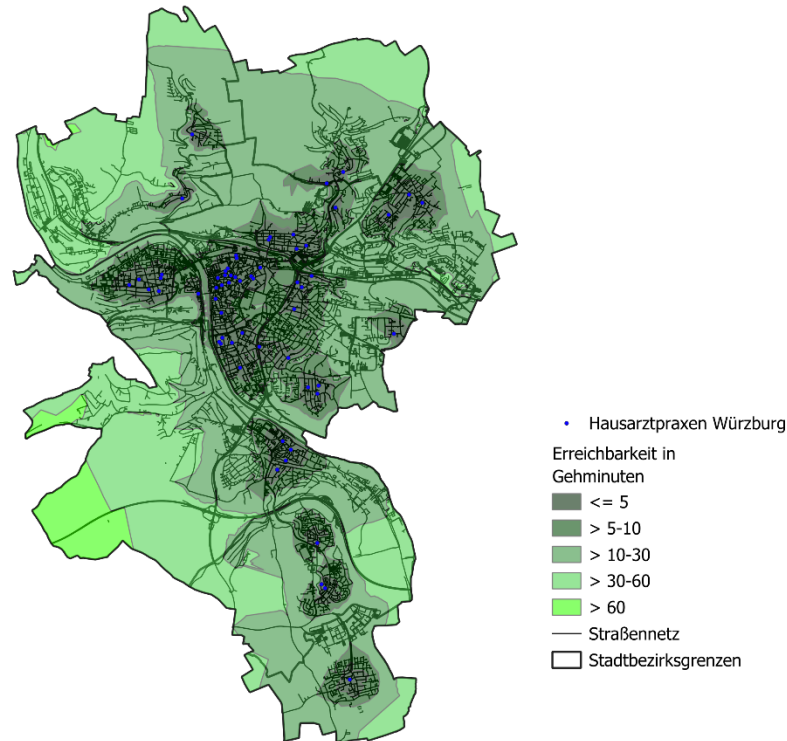 Hausarztpraxen Würzburg
Erreichbarkeit in
Gehminuten
<= 5
> 5-10
> 10-30
> 30-60
> 60
Straßennetz
Stadtbezirksgrenzen